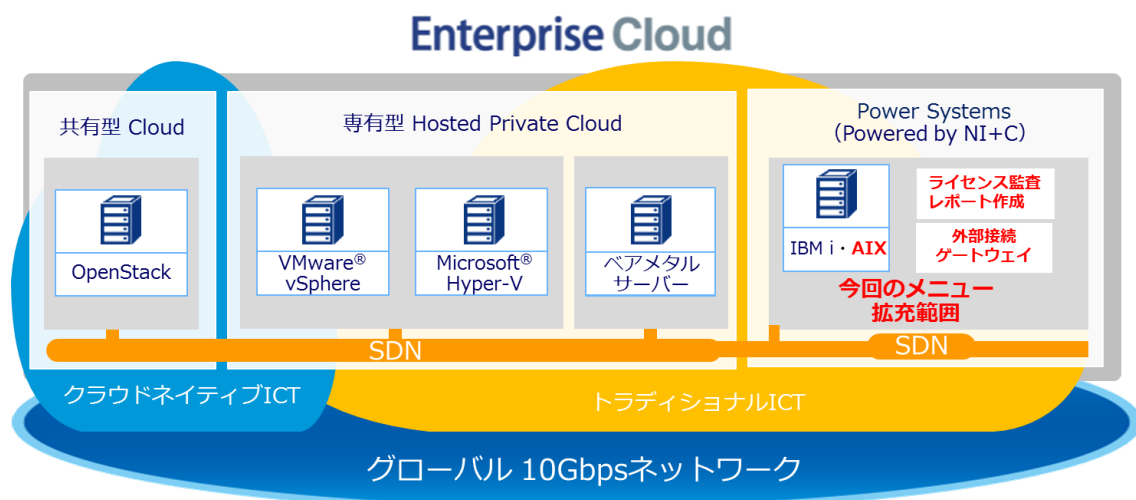 Enterprise Cloud
共有型 Cloud
OpenStack
専有型 Hosted Private Cloud
VMware®
vSphere
Microsoft®
Hyper-V
ベアメタル
サーバー
Power Systems
（Powered by NI+C）
IBM i・AIX
ライセンス監査
レポート作成
外部接続
ゲートウェイ
今回のメニュー
拡充範囲
SDN
SDN
クラウドネイティブICT
トラディショナルICT
グローバル 10Gbpsネットワーク